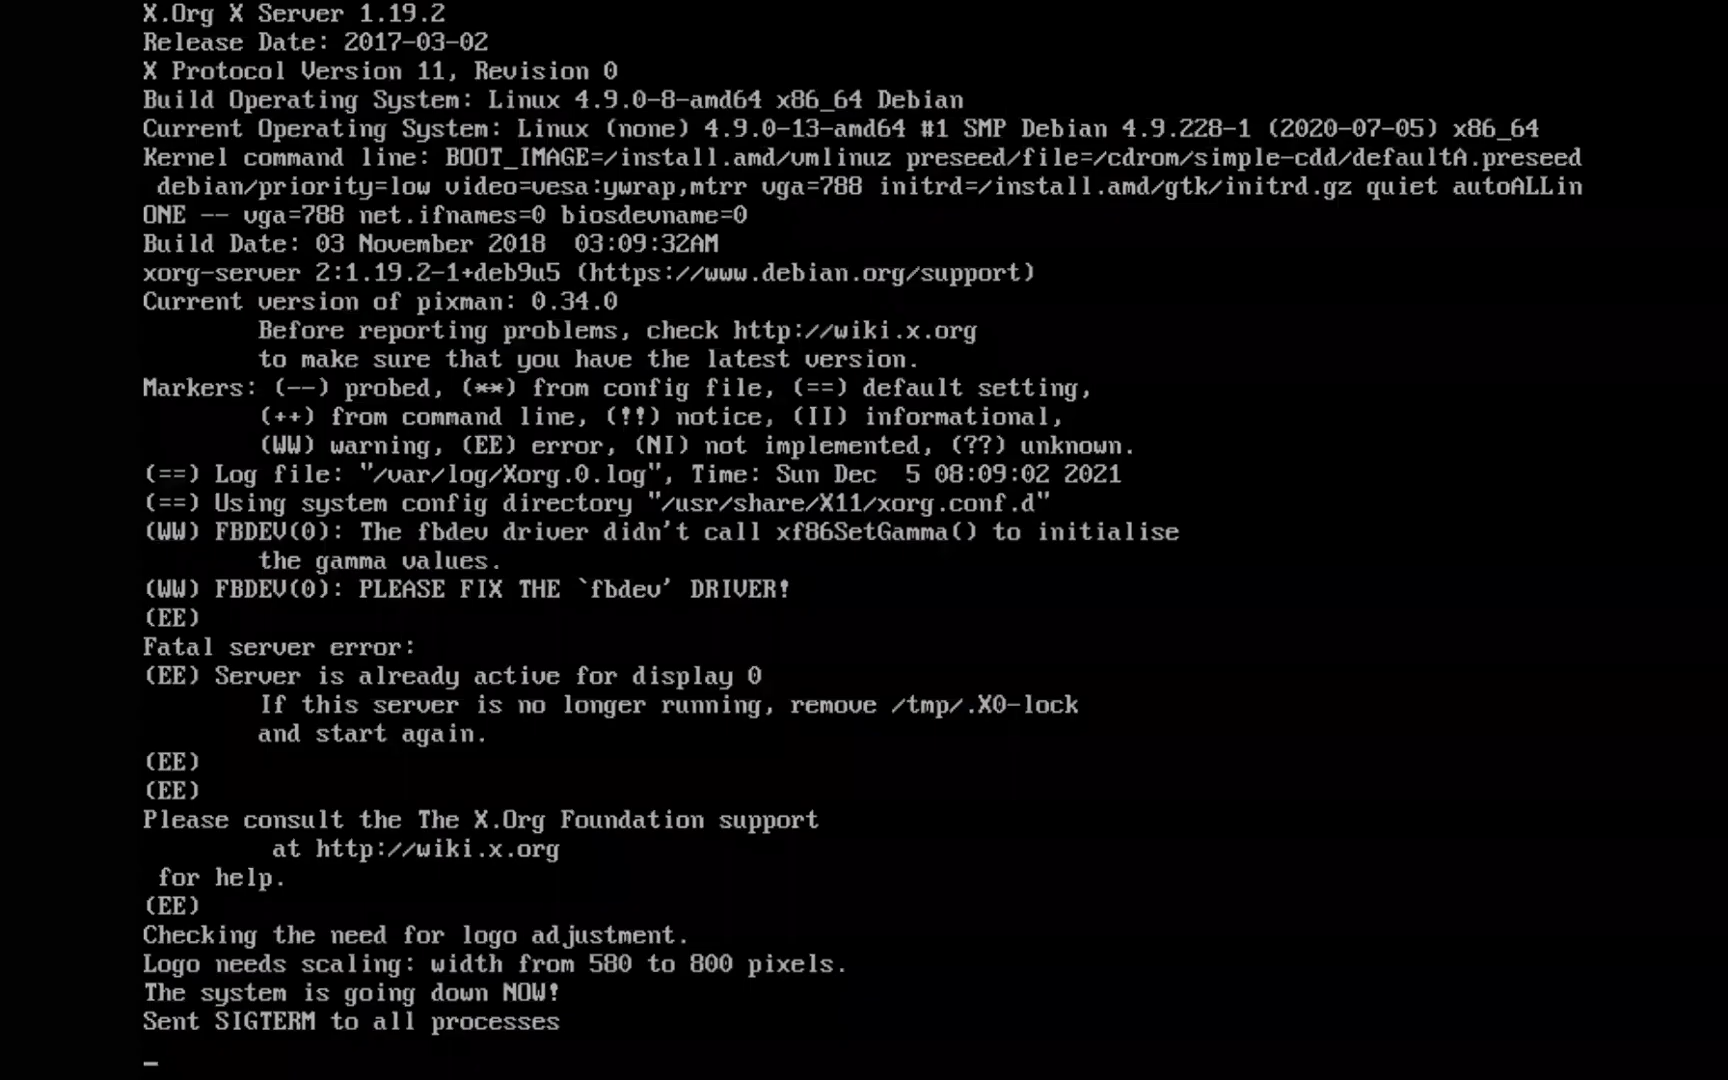 X.Org X Server 1.19.2
Release Date: 2017-03-02
X Protocol Version 11, Revision 0
Build Operating System: Linux 4.9.0-8-amd64 x86_64 Debian
Current Operating System: Linux (none) 4.9.0-13-amd64 #1 SMP Debian 4.9.228-1 (2020-07-05) x86_64
Kernel command line: BOOT_IMAGE=/install.amd/vmlinuz preseed/file=/cdrom/simple-cdd/defaultA.preseed
 debian/priority=low video=vesa:ywrap,mtrr vga=788 initrd=/install.amd/gtk/initrd.gz quiet autoALLin
ONE -- vga=788 net.ifnames=0 biosdevname=0
Build Date: 03 November 2018  03:09:32AM
xorg-server 2:1.19.2-1+deb9u5 (https://www.debian.org/support)
Current version of pixman: 0.34.0
        Before reporting problems, check http://wiki.x.org
        to make sure that you have the latest version.
Markers: (--) probed, (**) from config file, (==) default setting,
        (++) from command line, (!!) notice, (II) informational,
        (WW) warning, (EE) error, (NI) not implemented, (??) unknown.
(==) Log file: "/var/log/Xorg.0.log", Time: Sun Dec  5 08:09:02 2021
(==) Using system config directory "/usr/share/X11/xorg.conf.d"
(WW) FBDEV(0): The fbdev driver didn't call xf86SetGamma() to initialise
        the gamma values.
(WW) FBDEV(0): PLEASE FIX THE `fbdev' DRIVER!
(EE)
Fatal server error:
(EE) Server is already active for display 0
        If this server is no longer running, remove /tmp/.X0-lock
        and start again.
(EE)
(EE)
Please consult the The X.Org Foundation support
         at http://wiki.x.org
 for help.
(EE)
Checking the need for logo adjustment.
Logo needs scaling: width from 580 to 800 pixels.
The system is going down NOW!
Sent SIGTERM to all processes
_